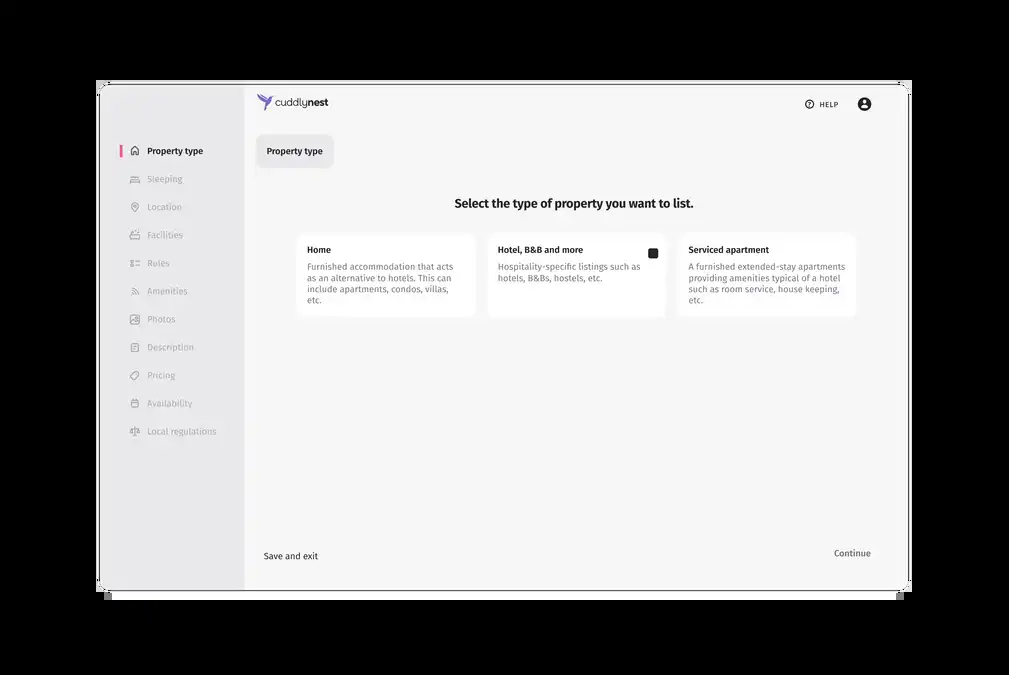 cuddlynest
HELP
Property type
Sleeping
Location
Facilities
Rules
Amenities
Photos
Description
Pricing
Availability
Local regulations
Property type
Select the type of property you want to list.
Home
Furnished accommodation that acts
as an alternative to hotels. This can
include apartments, condos, villas,
etc.
Hotel, B&B and more
Hospitality-specific listings such as
hotels, B&Bs, hostels, etc.
Serviced apartment
A furnished extended-stay apartments
providing amenities typical of a hotel
such as room service, house keeping,
etc.
Save and exit
Continue